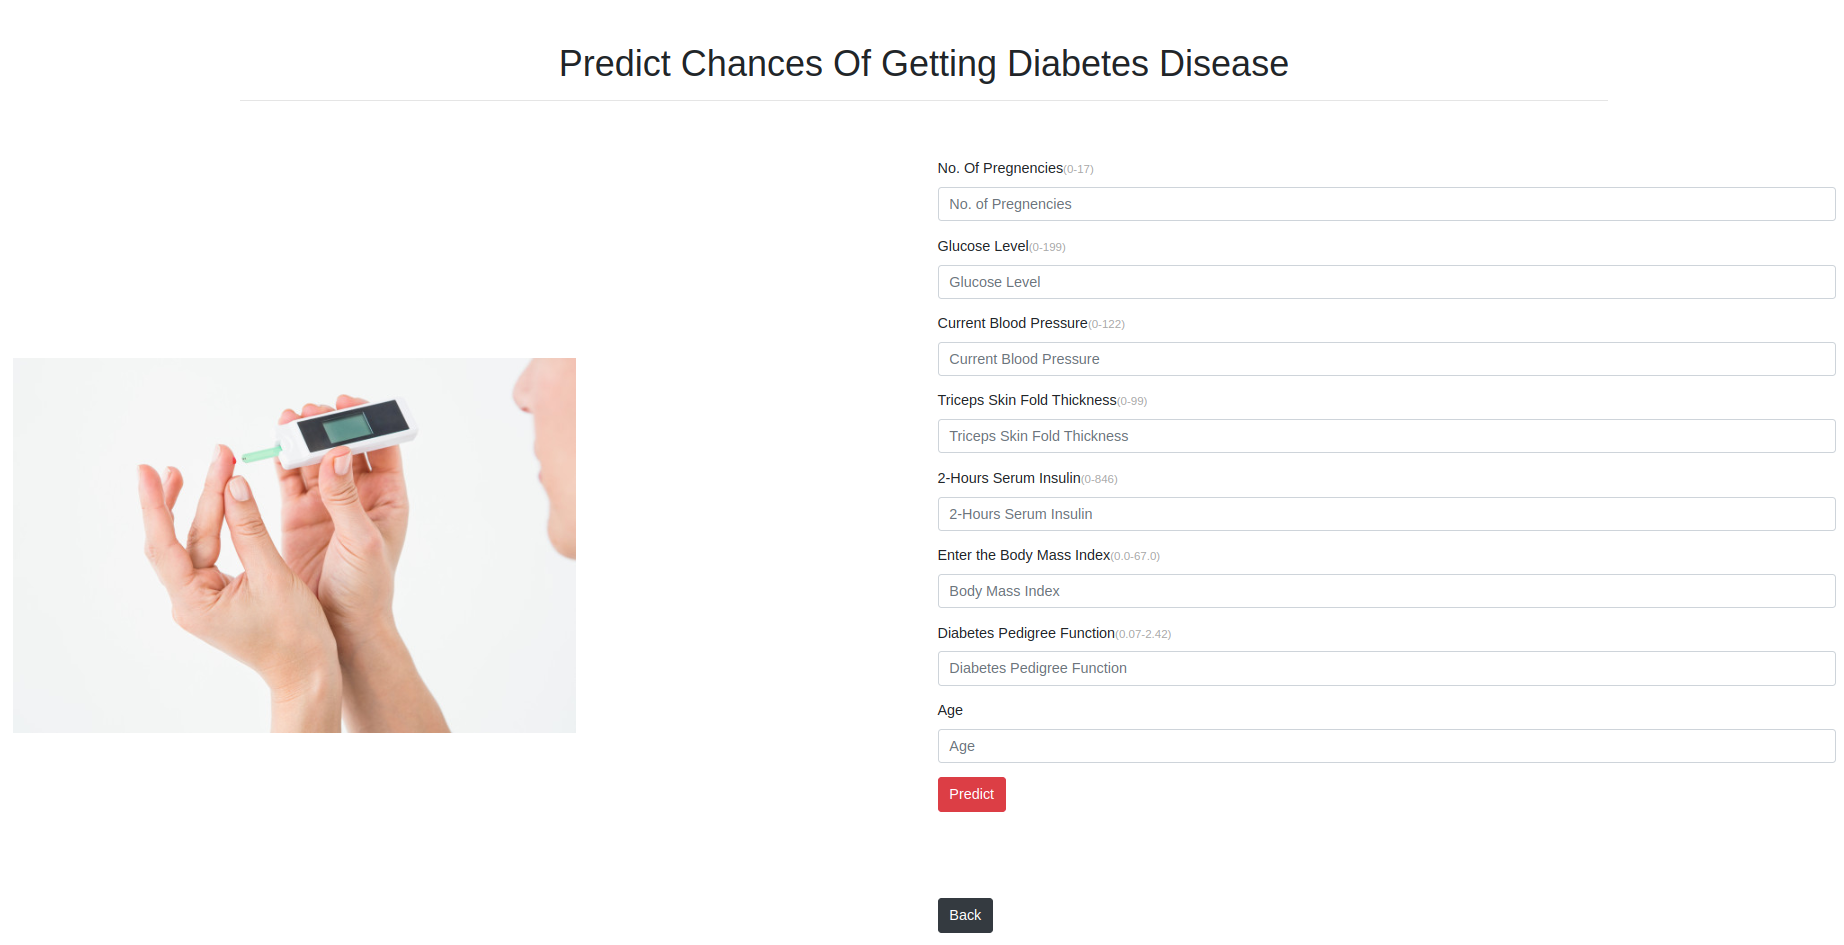 Predict Chances Of Getting Diabetes Disease
No. Of Pregnencies(0-17)
No. of Pregnencies
Glucose Level(0-199)
Glucose Level
Current Blood Pressure(0-122)
Current Blood Pressure
Triceps Skin Fold Thickness(0-99)
Triceps Skin Fold Thickness
2-Hours Serum Insulin(0-846)
2-Hours Serum Insulin
Enter the Body Mass Index(0.0-67.0)
Body Mass Index
Diabetes Pedigree Function(0.07-2.42)
Diabetes Pedigree Function
Age
Age
Predict
Back